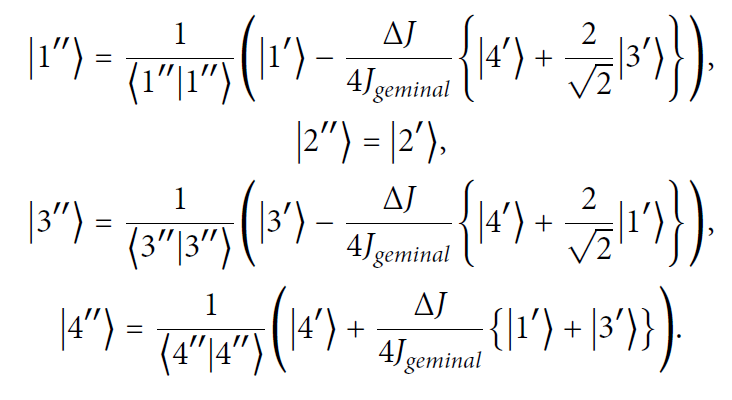 |1″⟩ = 1/⟨1″|1″⟩ (|1′⟩ − ΔJ/4J_geminal {|4′⟩ + 2/√2 |3′⟩}),
|2″⟩ = |2′⟩,
|3″⟩ = 1/⟨3″|3″⟩ (|3′⟩ − ΔJ/4J_geminal {|4′⟩ + 2/√2 |1′⟩}),
|4″⟩ = 1/⟨4″|4″⟩ (|4′⟩ + ΔJ/4J_geminal {|1′⟩ + |3′⟩}).